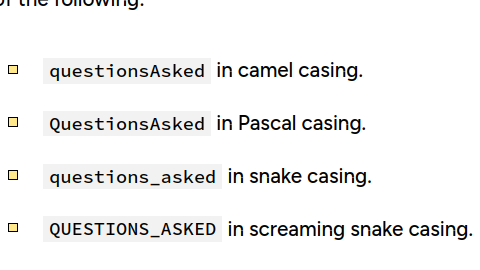 of the following:
questionsAsked in camel casing.
QuestionsAsked in Pascal casing.
questions_asked in snake casing.
QUESTIONS_ASKED in screaming snake casing.